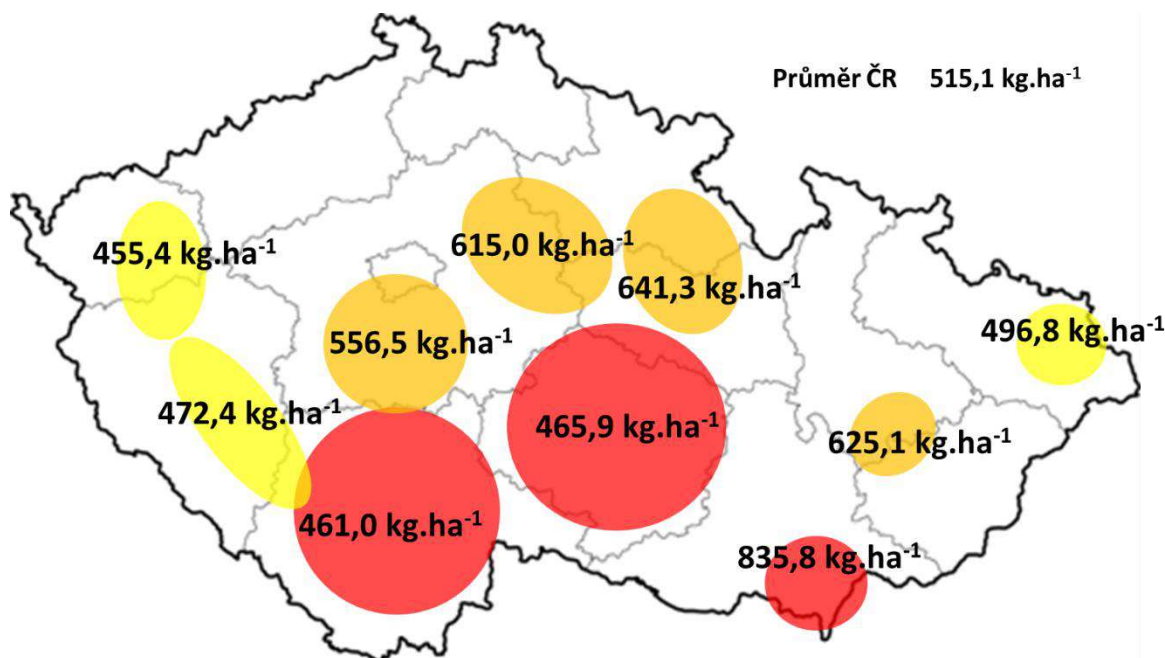 Průměr ČR 515,1 kg.ha⁻¹
455,4 kg.ha⁻¹
615,0 kg.ha⁻¹
641,3 kg.ha⁻¹
556,5 kg.ha⁻¹
496,8 kg.ha⁻¹
472,4 kg.ha⁻¹
465,9 kg.ha⁻¹
625,1 kg.ha⁻¹
461,0 kg.ha⁻¹
835,8 kg.ha⁻¹